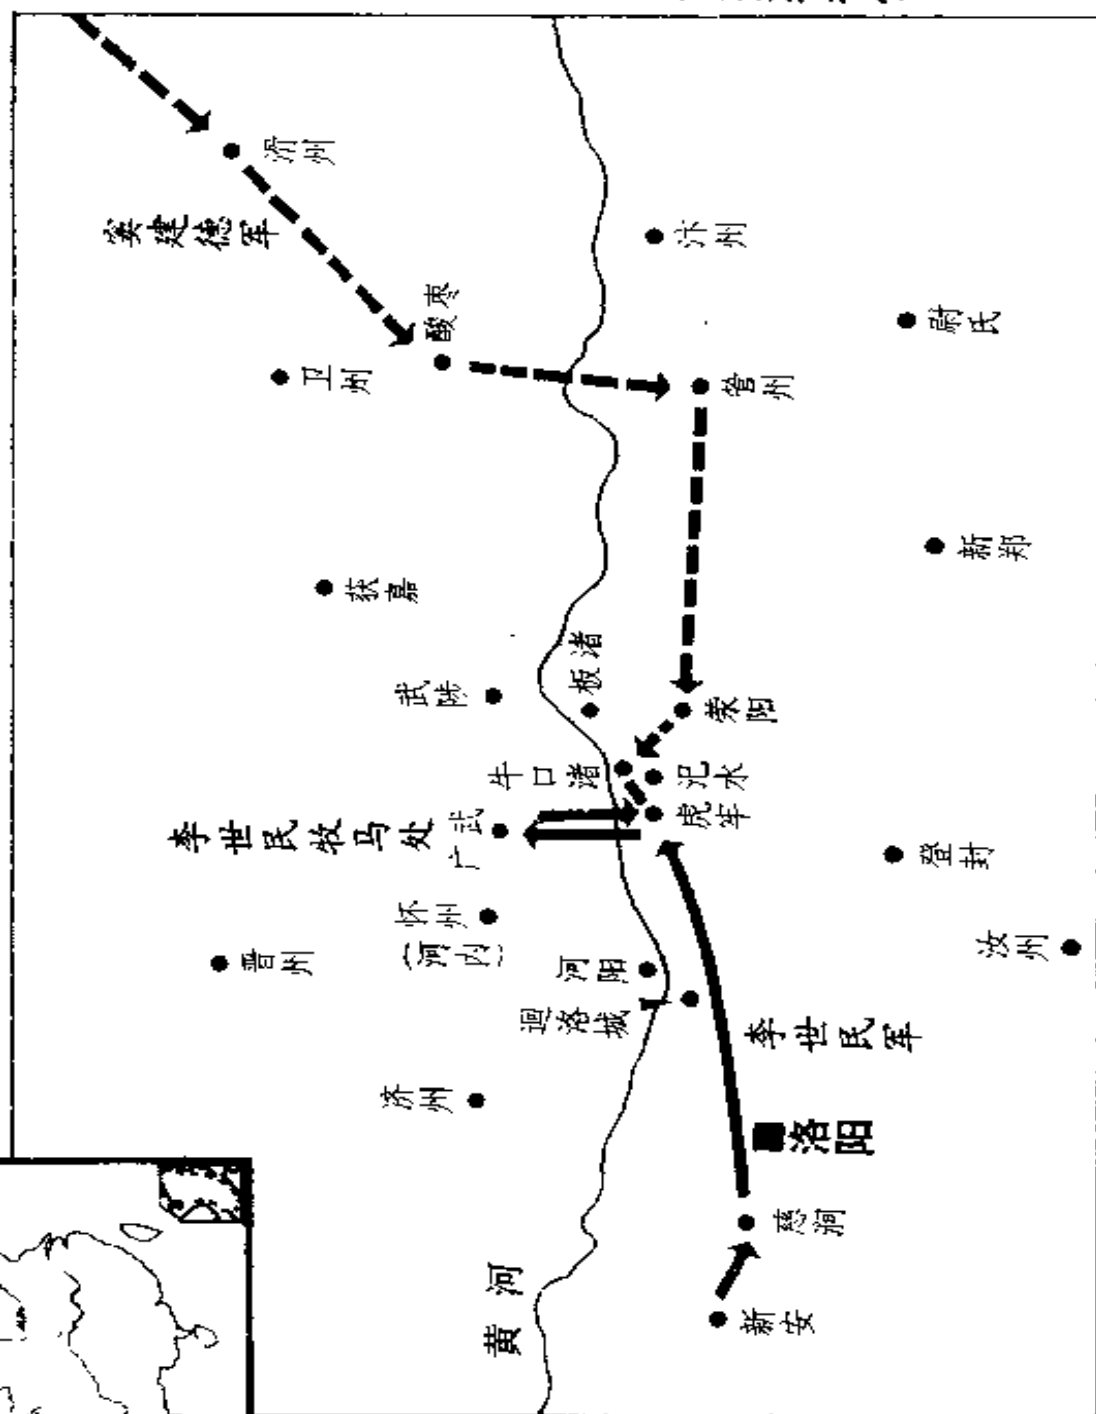 滑州
窦建德军
汴州
酸枣
尉氏
卫州
管州
新郑
获嘉
板渚
武陟
荥阳
牛口渚
汜水
虎牢
李世民牧马处
广武
登封
怀州
(河内)
汝州
晋州
河阳
迴洛城
李世民军
济州
洛阳
慈涧
黄河
新安